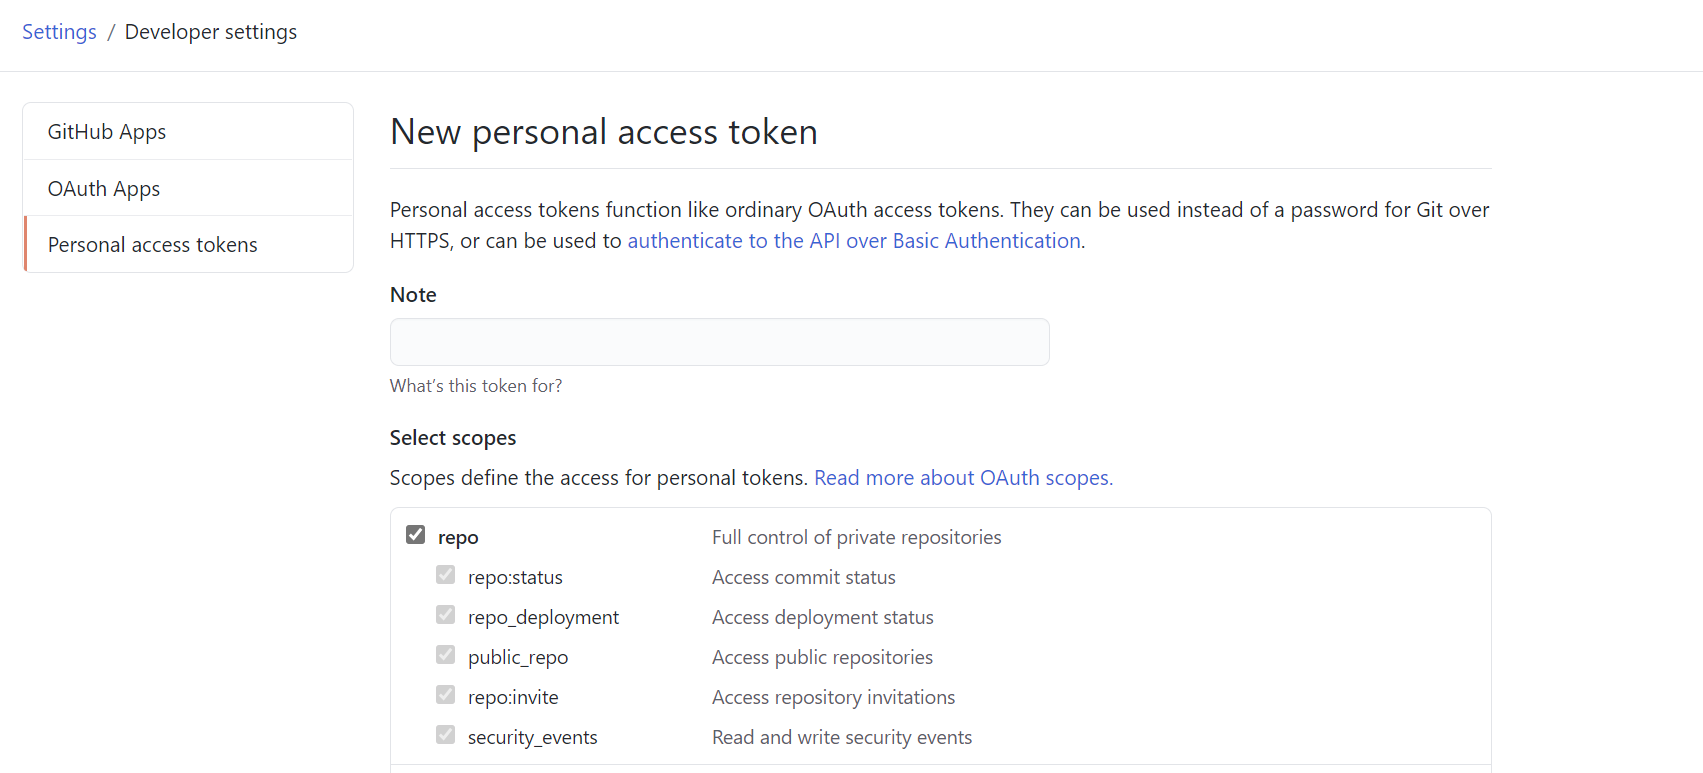 Settings / Developer settings
GitHub Apps
OAuth Apps
Personal access tokens
New personal access token
Personal access tokens function like ordinary OAuth access tokens. They can be used instead of a password for Git over
HTTPS, or can be used to authenticate to the API over Basic Authentication.
Note
What's this token for?
Select scopes
Scopes define the access for personal tokens. Read more about OAuth scopes.
repo Full control of private repositories
repo:status Access commit status
repo_deployment Access deployment status
public_repo Access public repositories
repo:invite Access repository invitations
security_events Read and write security events